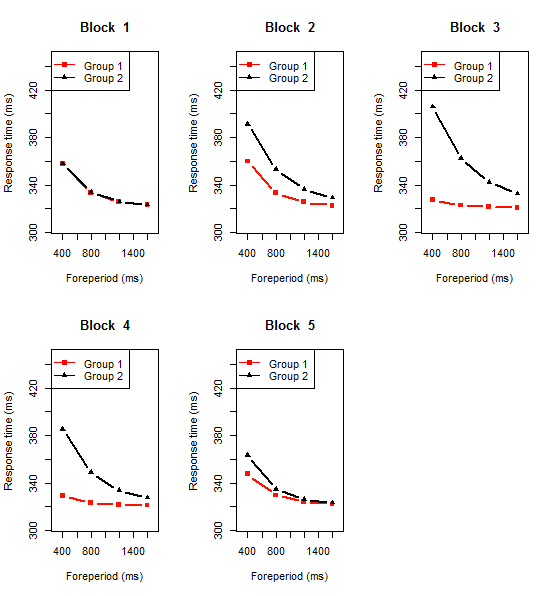 Block 1
Group 1
Group 2
Response time (ms)
420
380
340
300
400 800 1400
Foreperiod (ms)
Block 2
Group 1
Group 2
Response time (ms)
420
380
340
300
400 800 1400
Foreperiod (ms)
Block 3
Group 1
Group 2
Response time (ms)
420
380
340
300
400 800 1400
Foreperiod (ms)
Block 4
Group 1
Group 2
Response time (ms)
420
380
340
300
400 800 1400
Foreperiod (ms)
Block 5
Group 1
Group 2
Response time (ms)
420
380
340
300
400 800 1400
Foreperiod (ms)